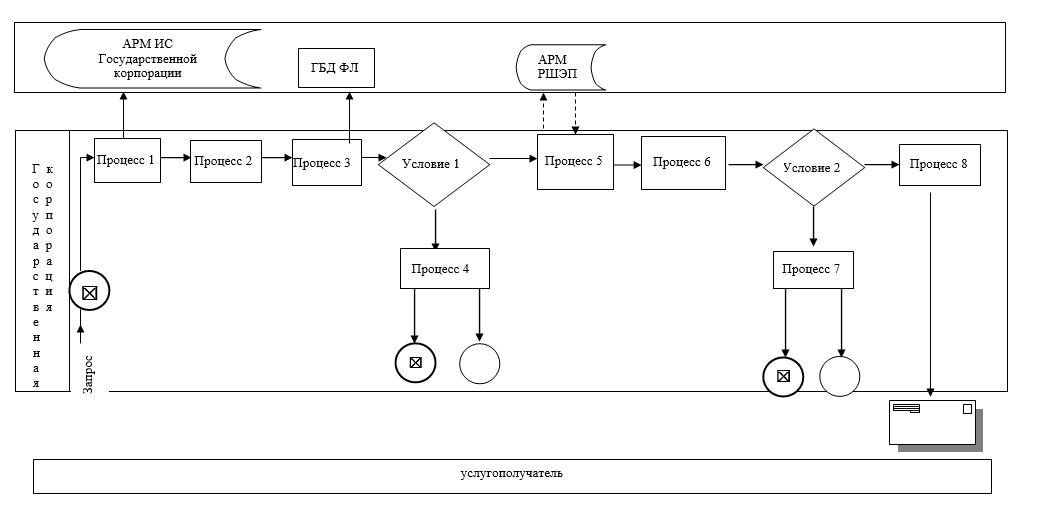 АРМ ИС
Государственной
корпорации
ГБД ФЛ
АРМ
РШЭП
Государственная
корпорация
Процесс 1
Процесс 2
Процесс 3
Условие 1
Процесс 5
Процесс 6
Условие 2
Процесс 8
Процесс 4
Процесс 7
Запрос
услугополучатель